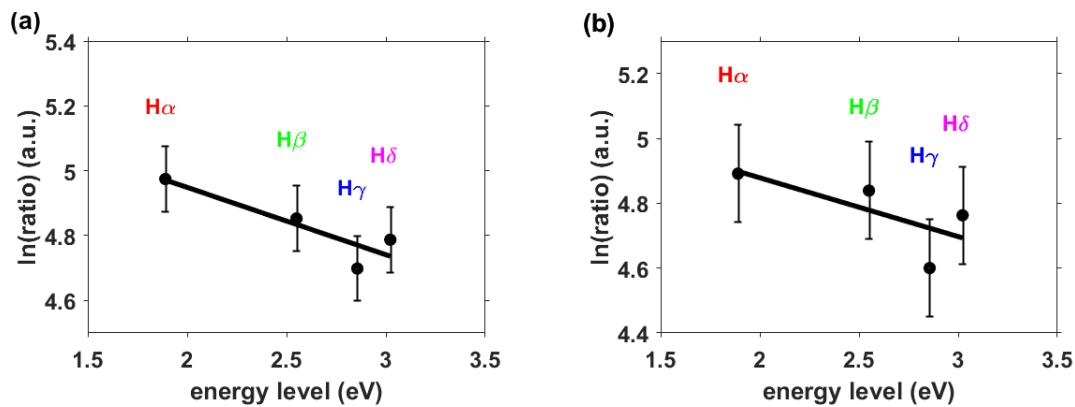 (a)
5.4
5.2
5
4.8
4.6
ln(ratio) (a.u.)
Hα
Hβ
Hγ
Hδ
1.5 2 2.5 3 3.5
energy level (eV)
(b)
5.2
5
4.8
4.6
4.4
ln(ratio) (a.u.)
Hα
Hβ
Hγ
Hδ
1.5 2 2.5 3 3.5
energy level (eV)